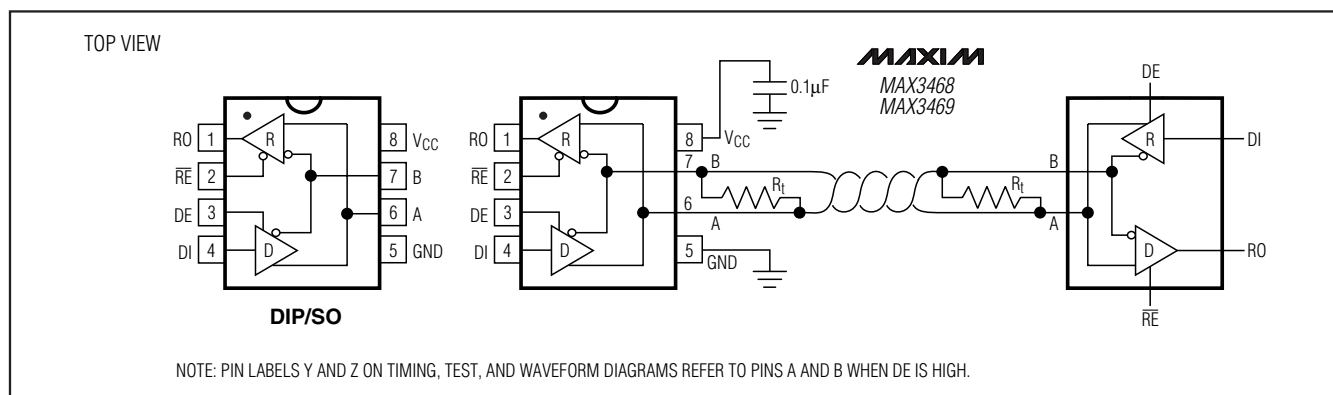 TOP VIEW
MAXIM
MAX3468
MAX3469
0.1μF
DE
RO 1
R̅E̅ 2
DE 3
DI 4
R
D
8 VCC
7 B
6 A
5 GND
DIP/SO
RO 1
R̅E̅ 2
DE 3
DI 4
R
D
8 VCC
7 B
Rt
6 A
5 GND
B
Rt
A
R
D
DI
RO
R̅E̅
NOTE: PIN LABELS Y AND Z ON TIMING, TEST, AND WAVEFORM DIAGRAMS REFER TO PINS A AND B WHEN DE IS HIGH.